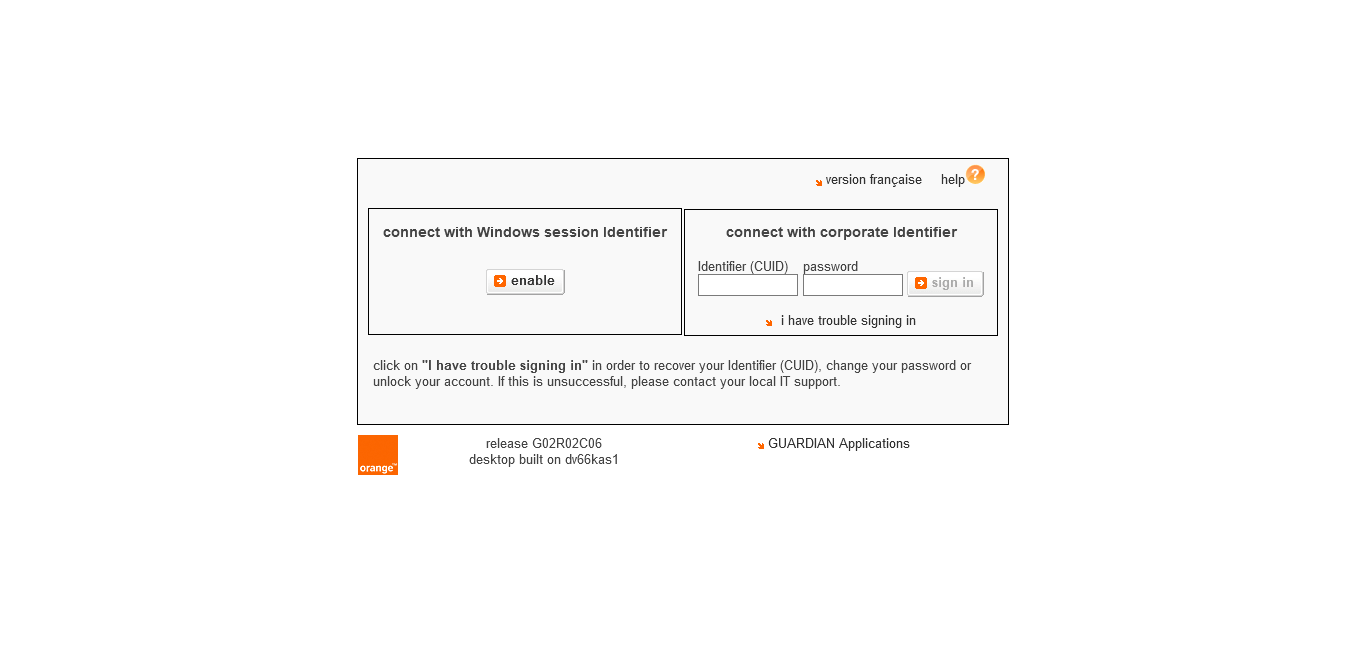 version française help ?
connect with Windows session Identifier
enable
connect with corporate Identifier
Identifier (CUID) password
sign in
i have trouble signing in
click on "I have trouble signing in" in order to recover your Identifier (CUID), change your password or
unlock your account. If this is unsuccessful, please contact your local IT support.
orange™
release G02R02C06
desktop built on dv66kas1
GUARDIAN Applications